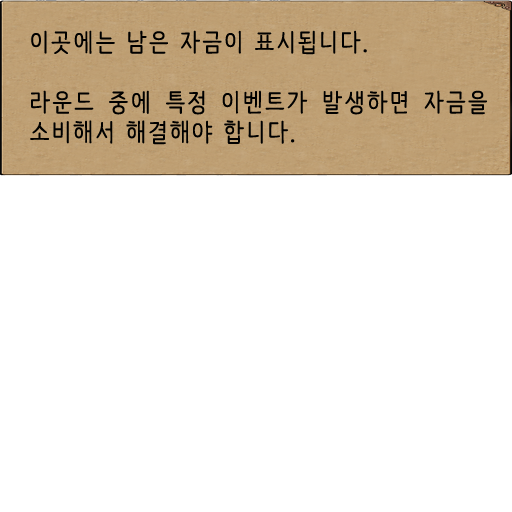 이곳에는 남은 자금이 표시됩니다.
라운드 중에 특정 이벤트가 발생하면 자금을
소비해서 해결해야 합니다.